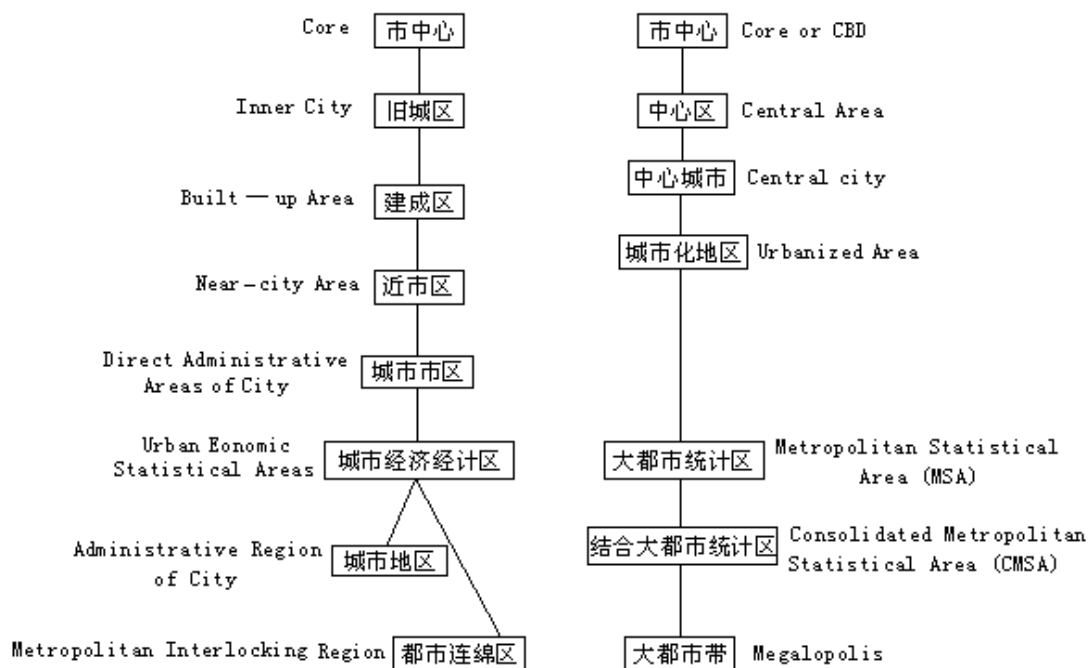 Core 市中心 市中心 Core or CBD
Inner City 旧城区 中心区 Central Area
中心城市 Central city
Built—up Area 建成区
城市化地区 Urbanized Area
Near-city Area 近市区
Direct Administrative
Areas of City 城市市区
Urban Eonomic
Statistical Areas 城市经济经计区 大都市统计区 Metropolitan Statistical
Area (MSA)
Administrative Region
of City 城市地区 结合大都市统计区 Consolidated Metropolitan
Statistical Area (CMSA)
Metropolitan Interlocking Region 都市连绵区 大都市带 Megalopolis